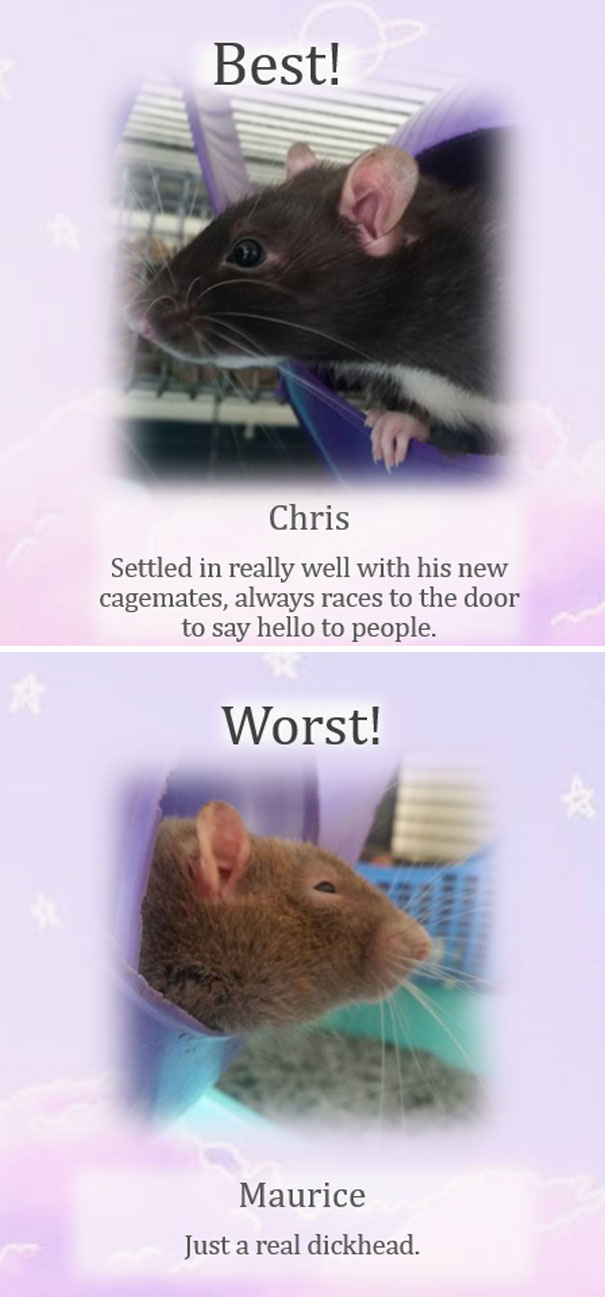 Best!
Chris
Settled in really well with his new
cagemates, always races to the door
to say hello to people.
Worst!
Maurice
Just a real dickhead.